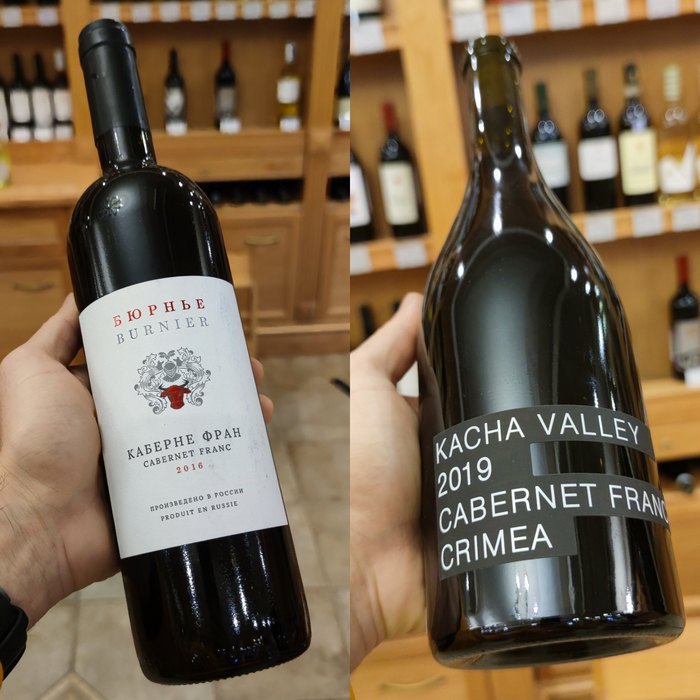 БЮРНЬЕ
BURNIER
КАБЕРНЕ ФРАН
CABERNET FRANC
2016
ПРОИЗВЕДЕНО В РОССИИ
PRODUIT EN RUSSIE
KACHA VALLEY
2019
CABERNET FRANC
CRIMEA